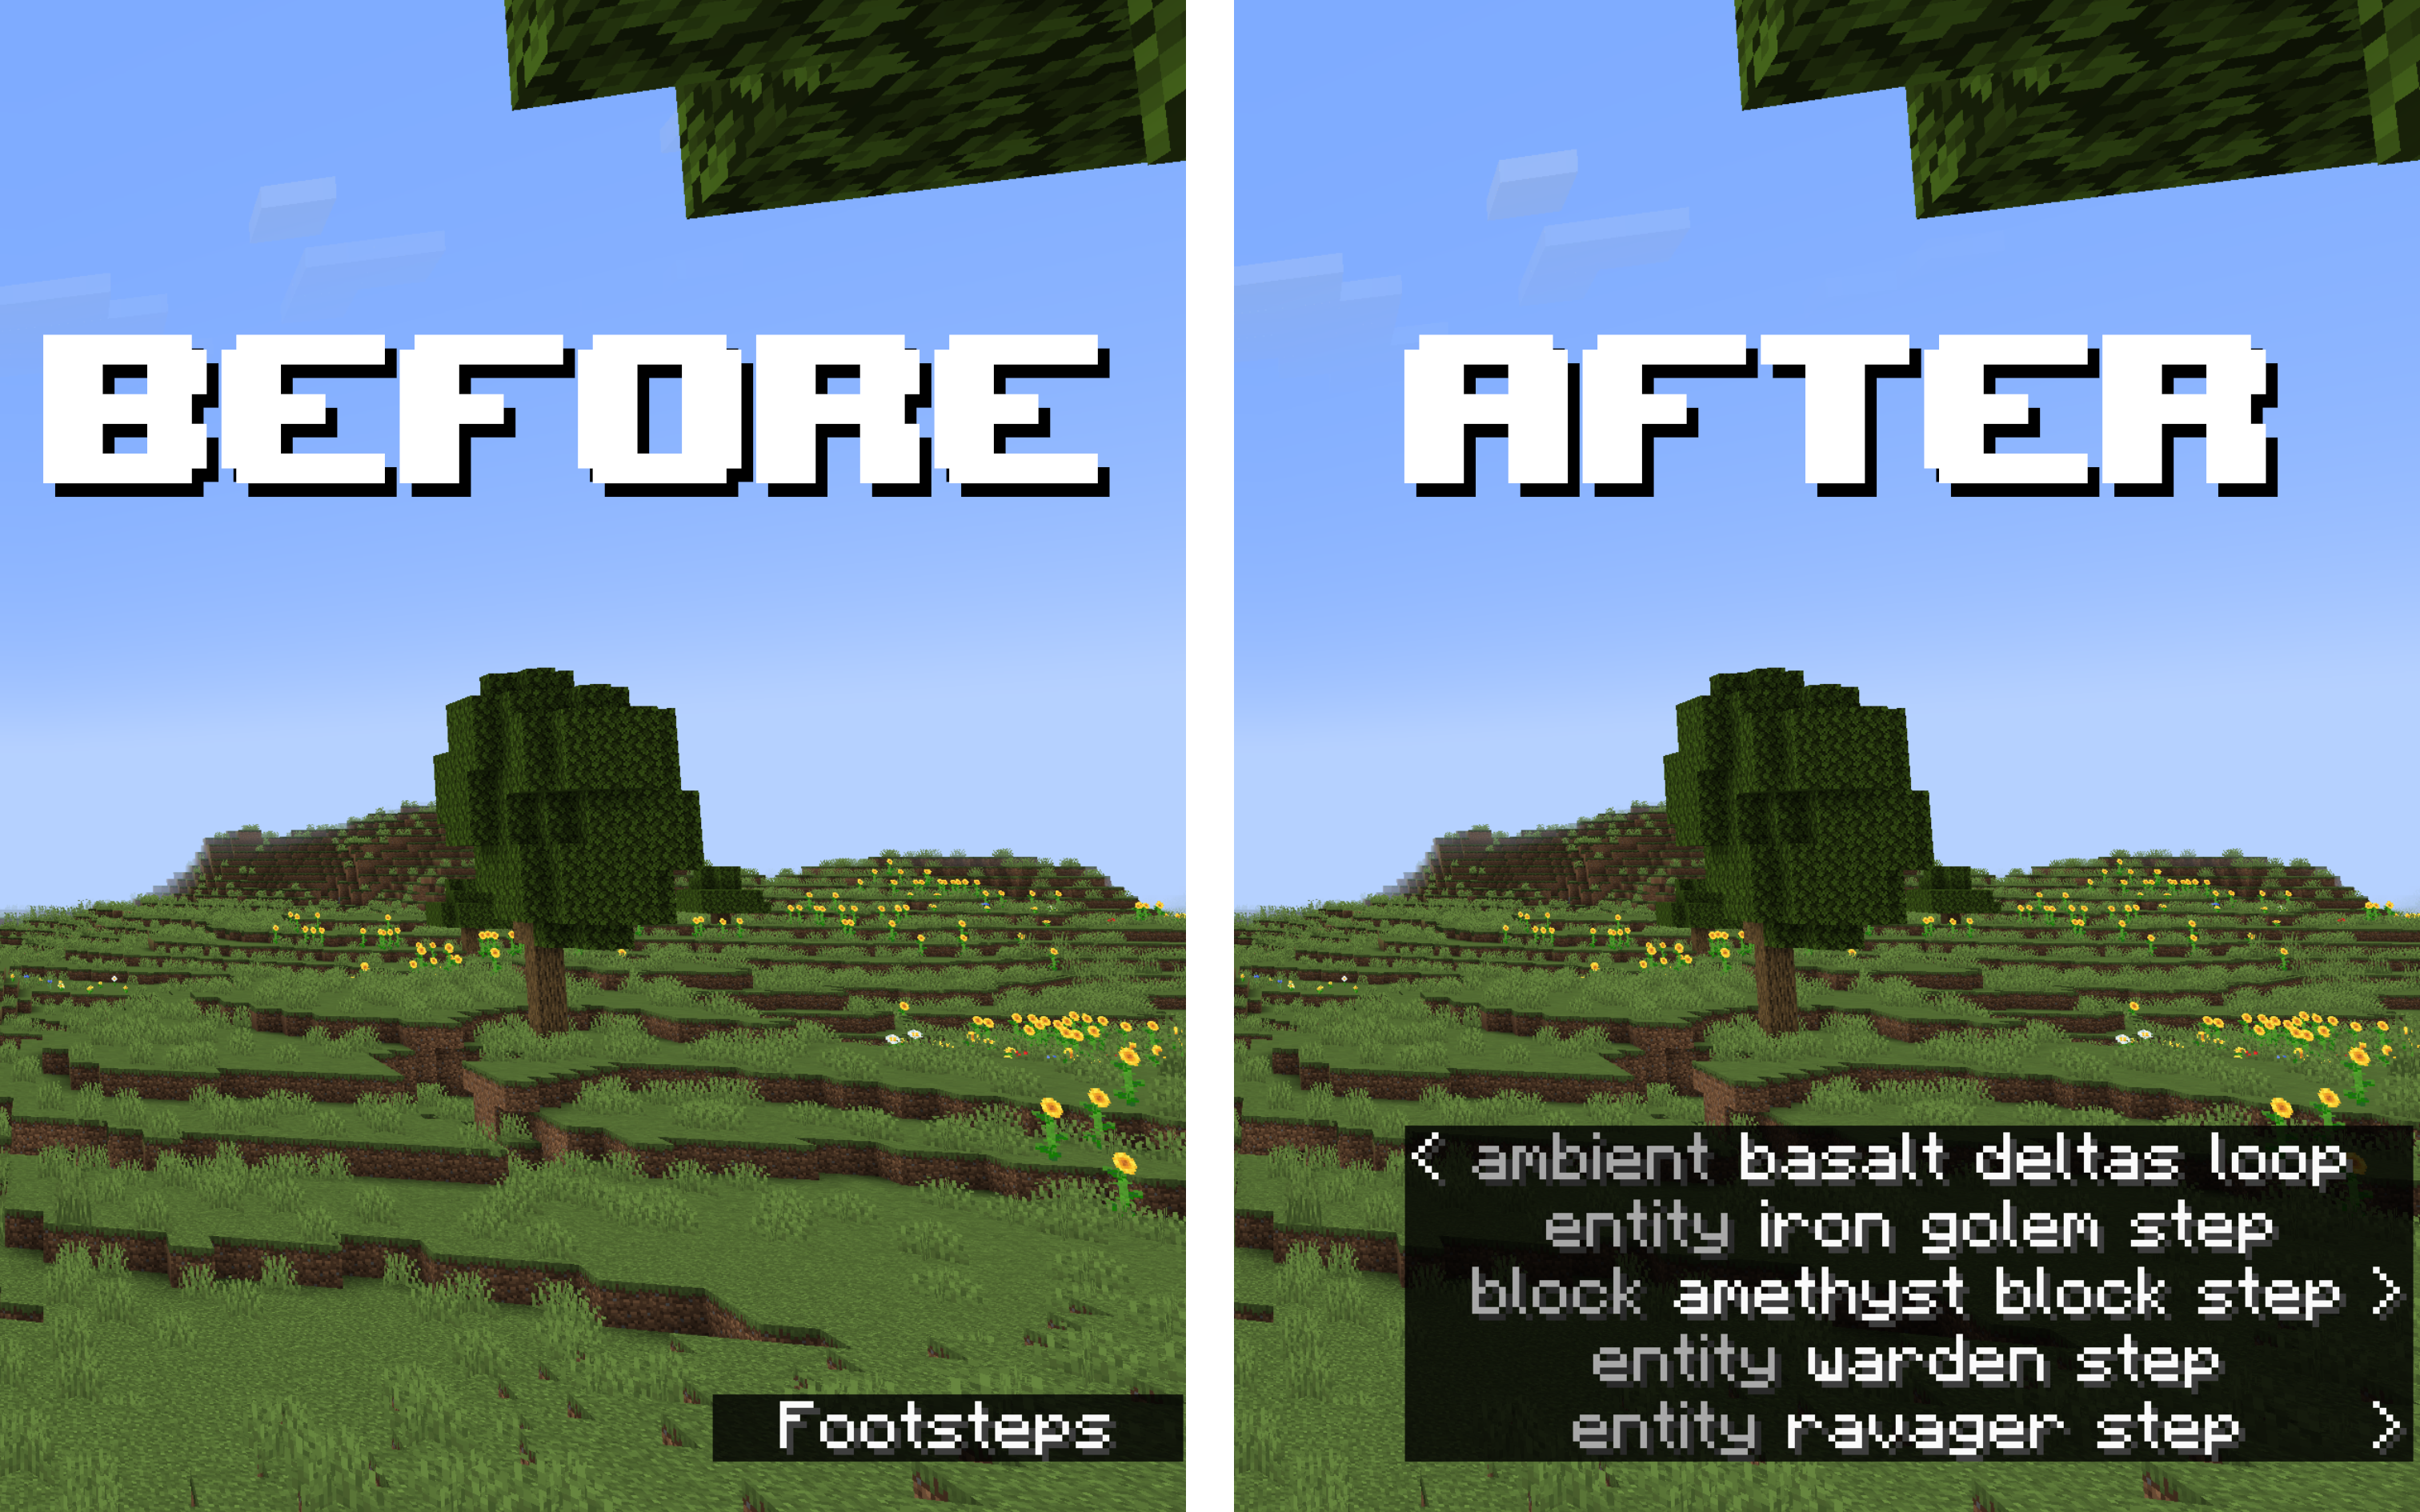 BEFORE
Footsteps
AFTER
< ambient basalt deltas loop
entity iron golem step
block amethyst block step >
entity warden step
entity ravager step >